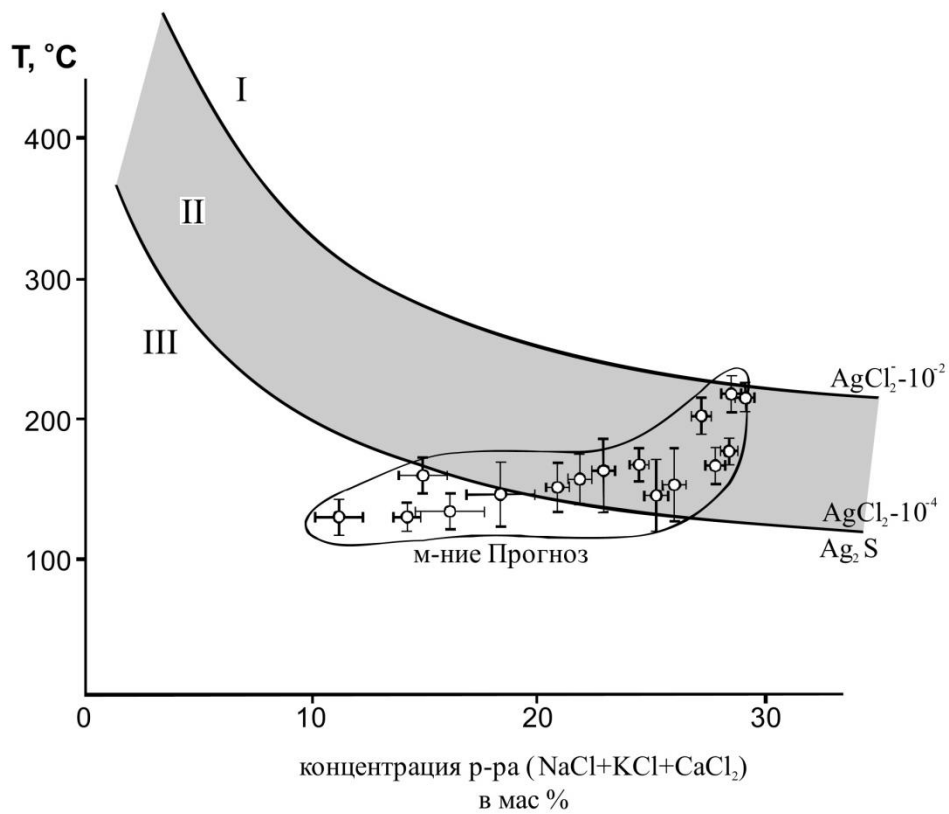 T, °C
I
400
II
300
III
200
AgCl₂⁻-10⁻²
AgCl₂-10⁻⁴
Ag₂ S
м-ние Прогноз
100
0
10
20
30
концентрация р-ра (NaCl+KCl+CaCl₂)
в мас %